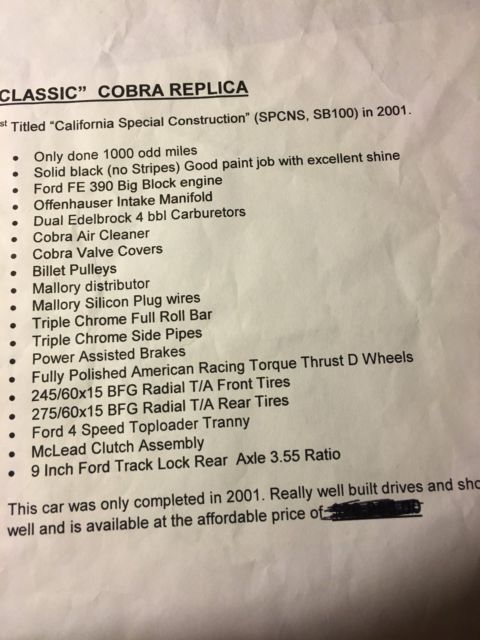 CLASSIC” COBRA REPLICA
st Titled “California Special Construction” (SPCNS, SB100) in 2001.
• Only done 1000 odd miles
• Solid black (no Stripes) Good paint job with excellent shine
• Ford FE 390 Big Block engine
• Offenhauser Intake Manifold
• Dual Edelbrock 4 bbl Carburetors
• Cobra Air Cleaner
• Cobra Valve Covers
• Billet Pulleys
• Mallory distributor
• Mallory Silicon Plug wires
• Triple Chrome Full Roll Bar
• Triple Chrome Side Pipes
• Power Assisted Brakes
• Fully Polished American Racing Torque Thrust D Wheels
• 245/60x15 BFG Radial T/A Front Tires
• 275/60x15 BFG Radial T/A Rear Tires
• Ford 4 Speed Toploader Tranny
• McLead Clutch Assembly
• 9 Inch Ford Track Lock Rear Axle 3.55 Ratio
This car was only completed in 2001. Really well built drives and sho
well and is available at the affordable price of